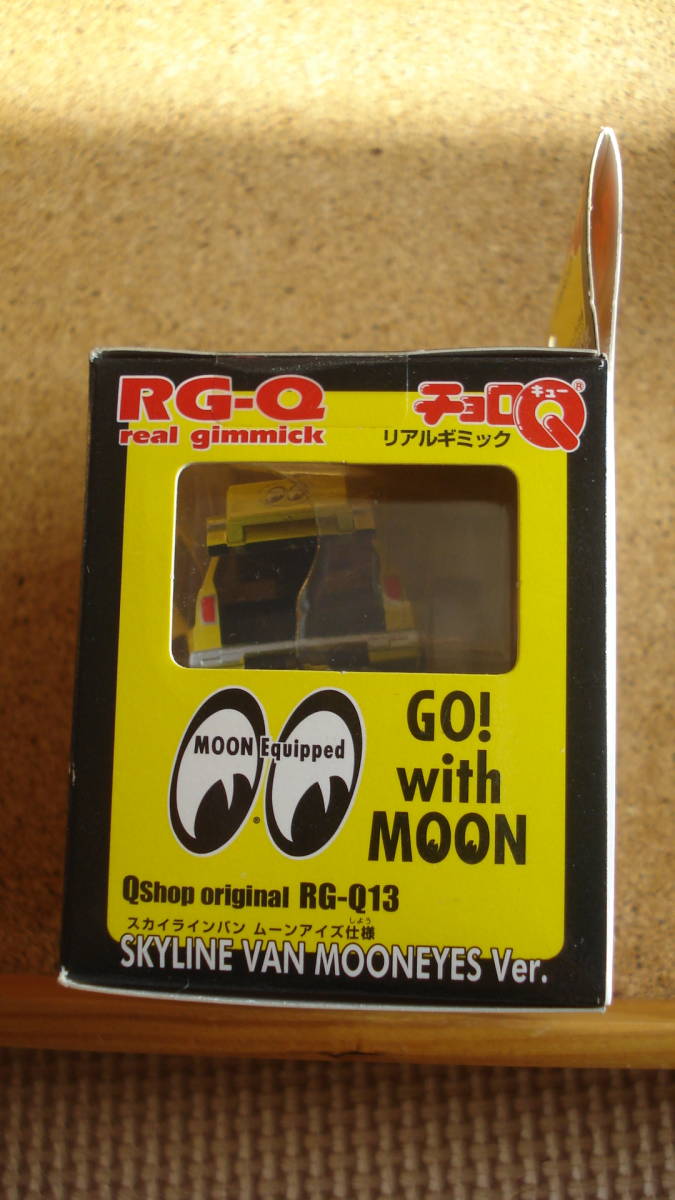 RG-Q
real gimmick
チョロQ®
キュー
リアルギミック
MOON Equipped
®
GO!
with
MOON
QShop original RG-Q13
スカイラインバン ムーンアイズ仕様
しよう
SKYLINE VAN MOONEYES Ver.